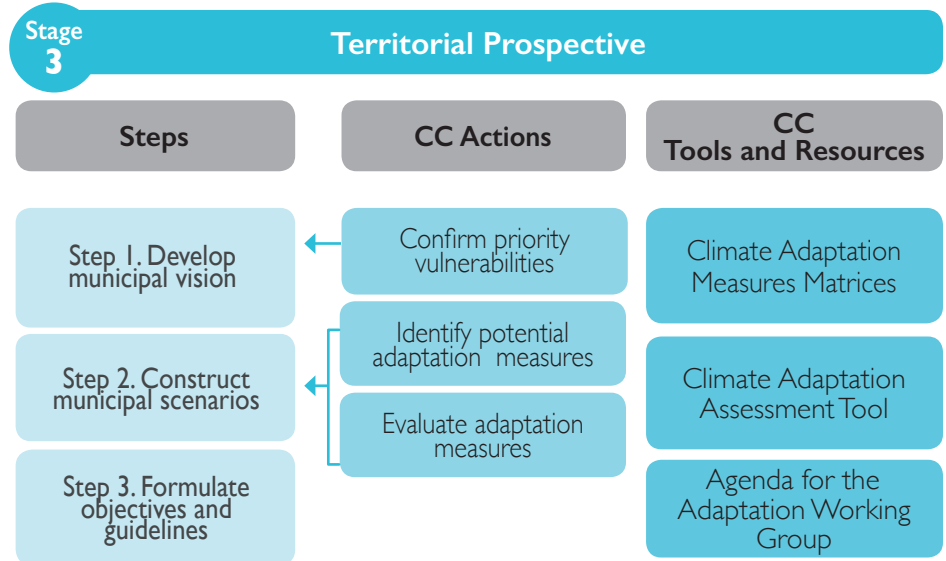 Stage
3
Territorial Prospective
Steps
CC Actions
CC
Tools and Resources
Step 1. Develop
municipal vision
Confirm priority
vulnerabilities
Climate Adaptation
Measures Matrices
Step 2. Construct
municipal scenarios
Identify potential
adaptation measures
Evaluate adaptation
measures
Climate Adaptation
Assessment Tool
Step 3. Formulate
objectives and
guidelines
Agenda for the
Adaptation Working
Group